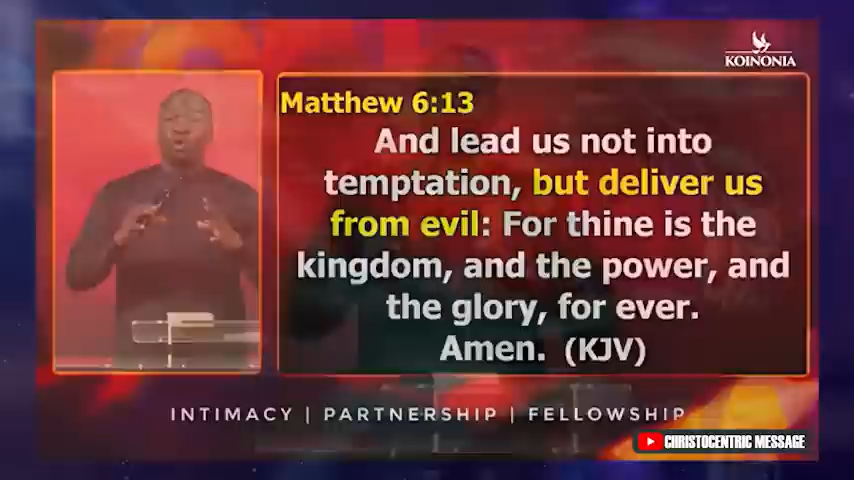 KOINONIA
Matthew 6:13
And lead us not into
temptation, but deliver us
from evil: For thine is the
kingdom, and the power, and
the glory, for ever.
Amen. (KJV)
INTIMACY | PARTNERSHIP | FELLOWSHIP
CHRISTOCENTRIC MESSAGE